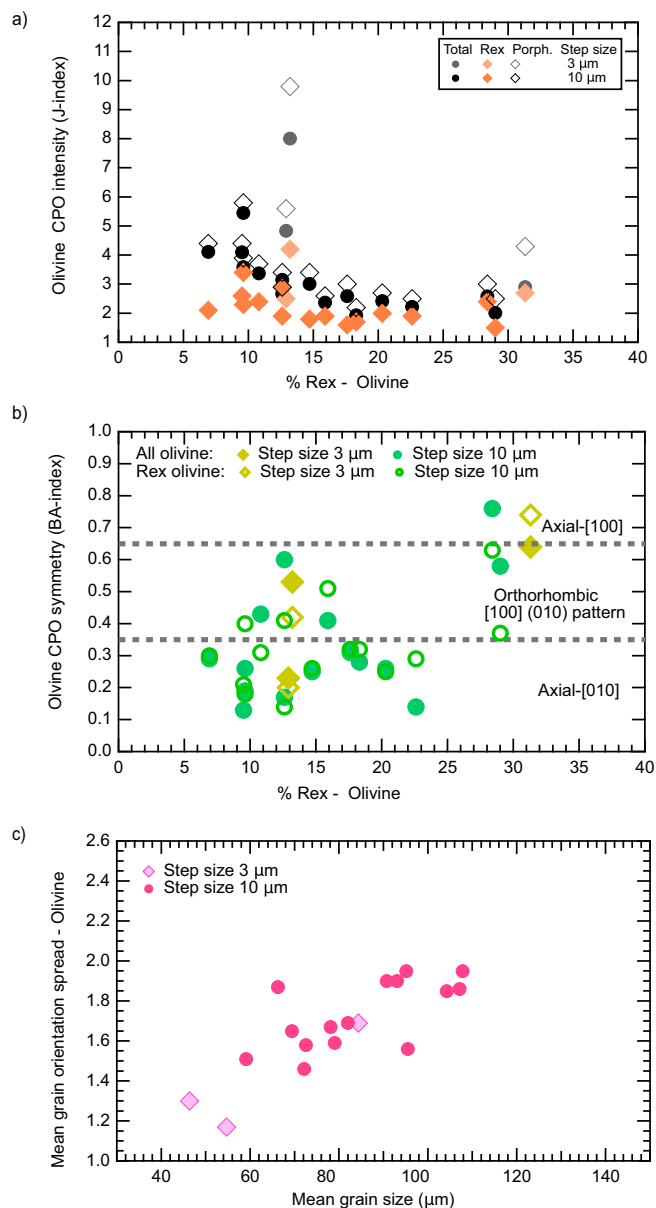 a)
Olivine CPO intensity (J-index)
12
11
10
9
8
7
6
5
4
3
2
1
Total Rex Porph. Step size
3 µm
10 µm
0 5 10 15 20 25 30 35 40
% Rex - Olivine
b)
Olvine CPO symmetry (BA-index)
1.0
0.9
0.8
0.7
0.6
0.5
0.4
0.3
0.2
0.1
0.0
All olivine: Step size 3 µm Step size 10 µm
Rex olivine: Step size 3 µm Step size 10 µm
Axial-[100]
Orthorhombic
[100] (010) pattern
Axial-[010]
0 5 10 15 20 25 30 35 40
% Rex - Olivine
c)
Mean grain orientation spread - Olivine
2.6
2.4
2.2
2.0
1.8
1.6
1.4
1.2
1.0
Step size 3 µm
Step size 10 µm
40 60 80 100 120 140
Mean grain size (µm)